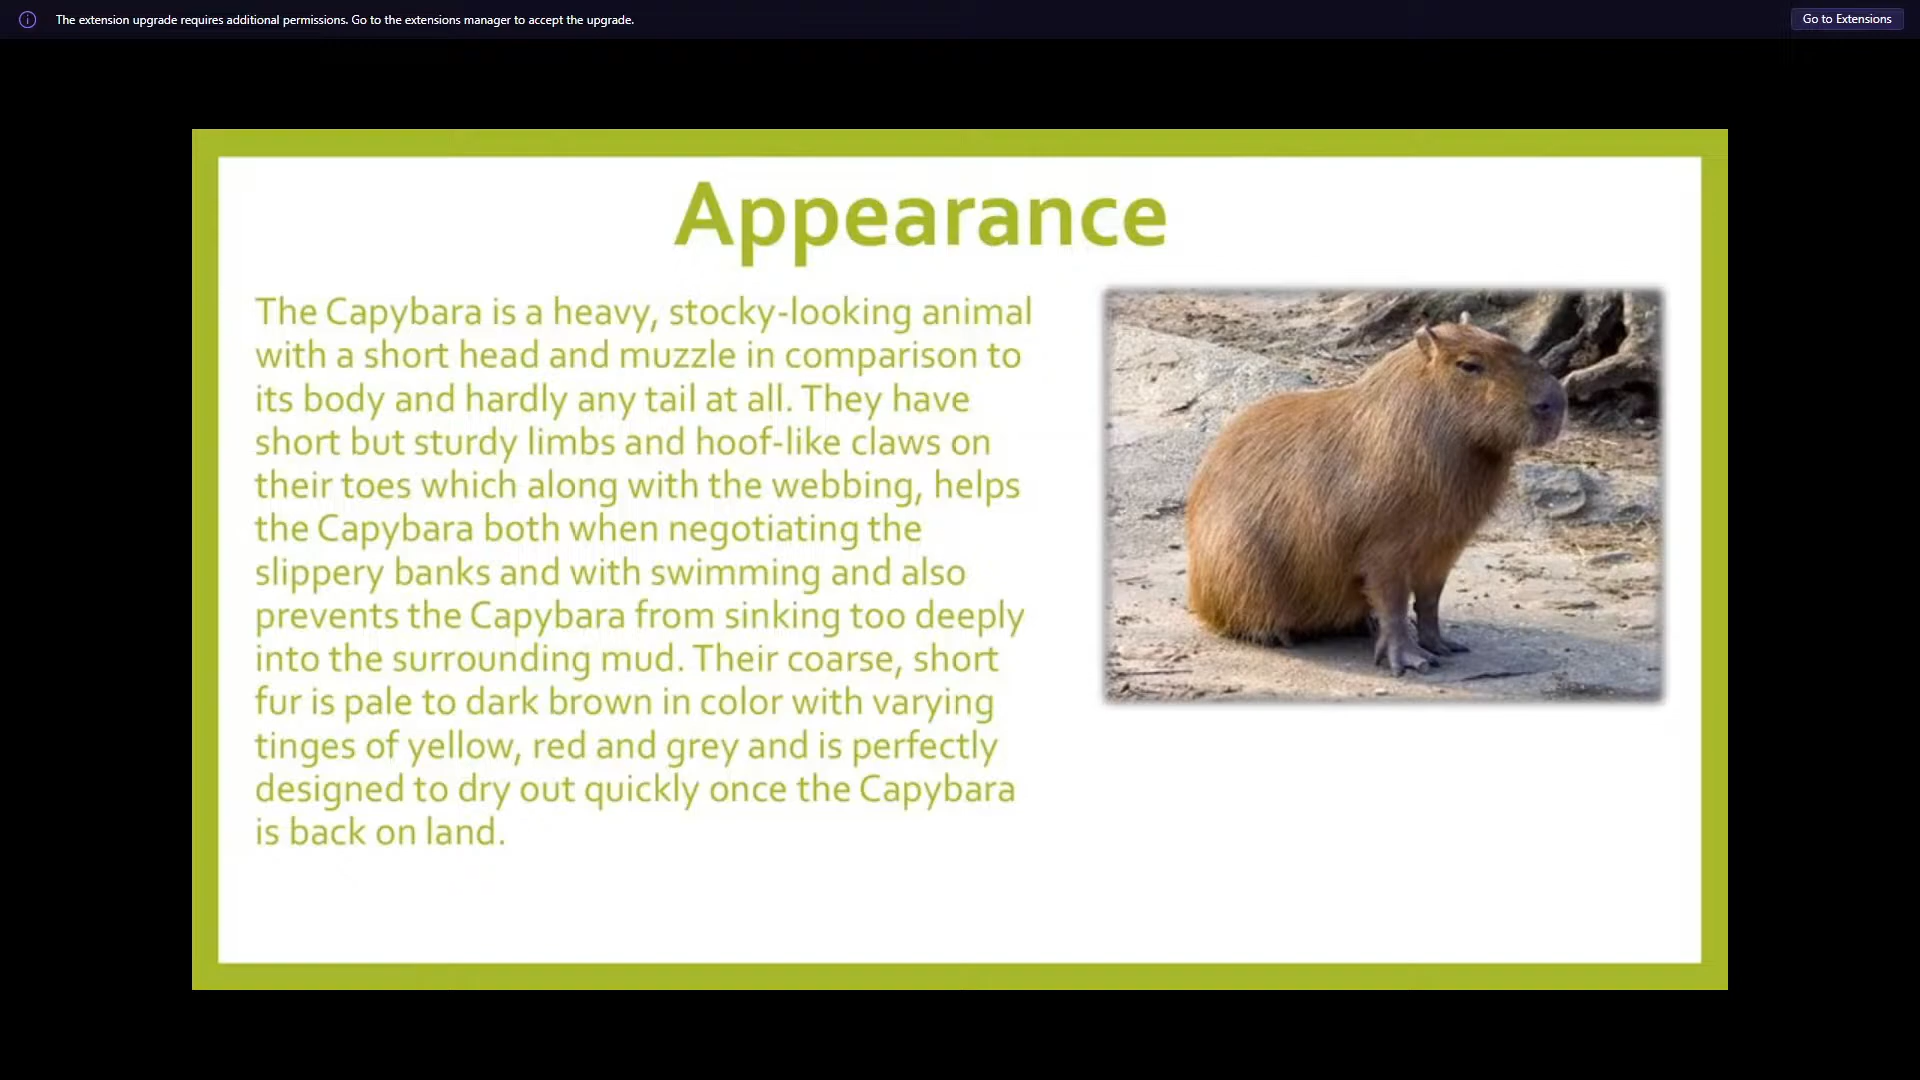 The extension upgrade requires additional permissions. Go to the extensions manager to accept the upgrade.
Go to Extensions
Appearance
The Capybara is a heavy, stocky-looking animal
with a short head and muzzle in comparison to
its body and hardly any tail at all. They have
short but sturdy limbs and hoof-like claws on
their toes which along with the webbing, helps
the Capybara both when negotiating the
slippery banks and with swimming and also
prevents the Capybara from sinking too deeply
into the surrounding mud. Their coarse, short
fur is pale to dark brown in color with varying
tinges of yellow, red and grey and is perfectly
designed to dry out quickly once the Capybara
is back on land.